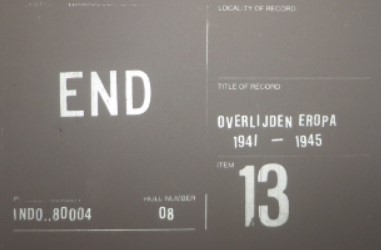 LOCALITY OF RECORD
END
TITLE OF RECORD
OVERLIJDEN EROPA
1941 — 1945
ITEM
13
ROLL NUMBER
INDO..80004
08